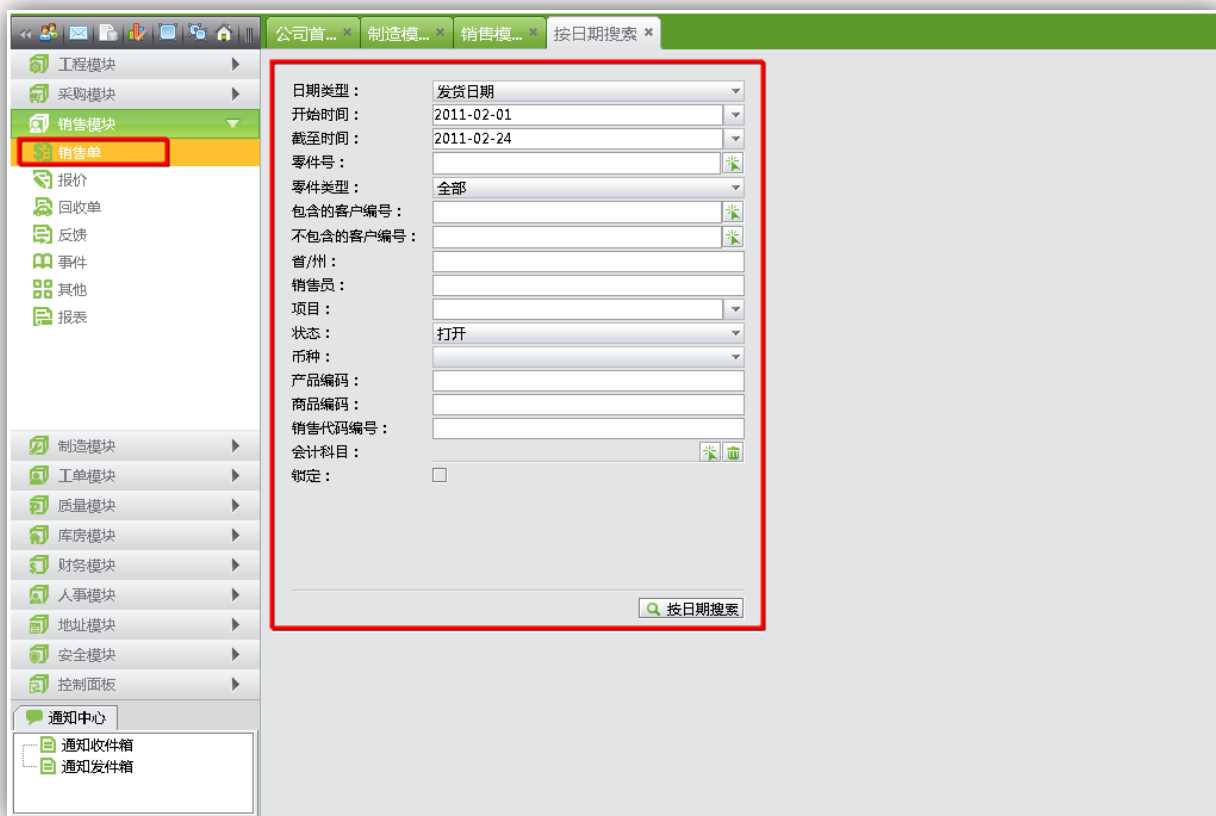 公司首...
制造模...
销售模...
按日期搜索
工程模块
采购模块
销售模块
销售单
报价
回收单
反馈
事件
其他
报表
制造模块
工单模块
质量模块
库房模块
财务模块
人事模块
地址模块
安全模块
控制面板
通知中心
通知收件箱
通知发件箱
日期类型： 发货日期
开始时间： 2011-02-01
截至时间： 2011-02-24
零件号：
零件类型： 全部
包含的客户编号：
不包含的客户编号：
省/州：
销售员：
项目：
状态： 打开
币种：
产品编码：
商品编码：
销售代码编号：
会计科目：
锁定：
按日期搜索